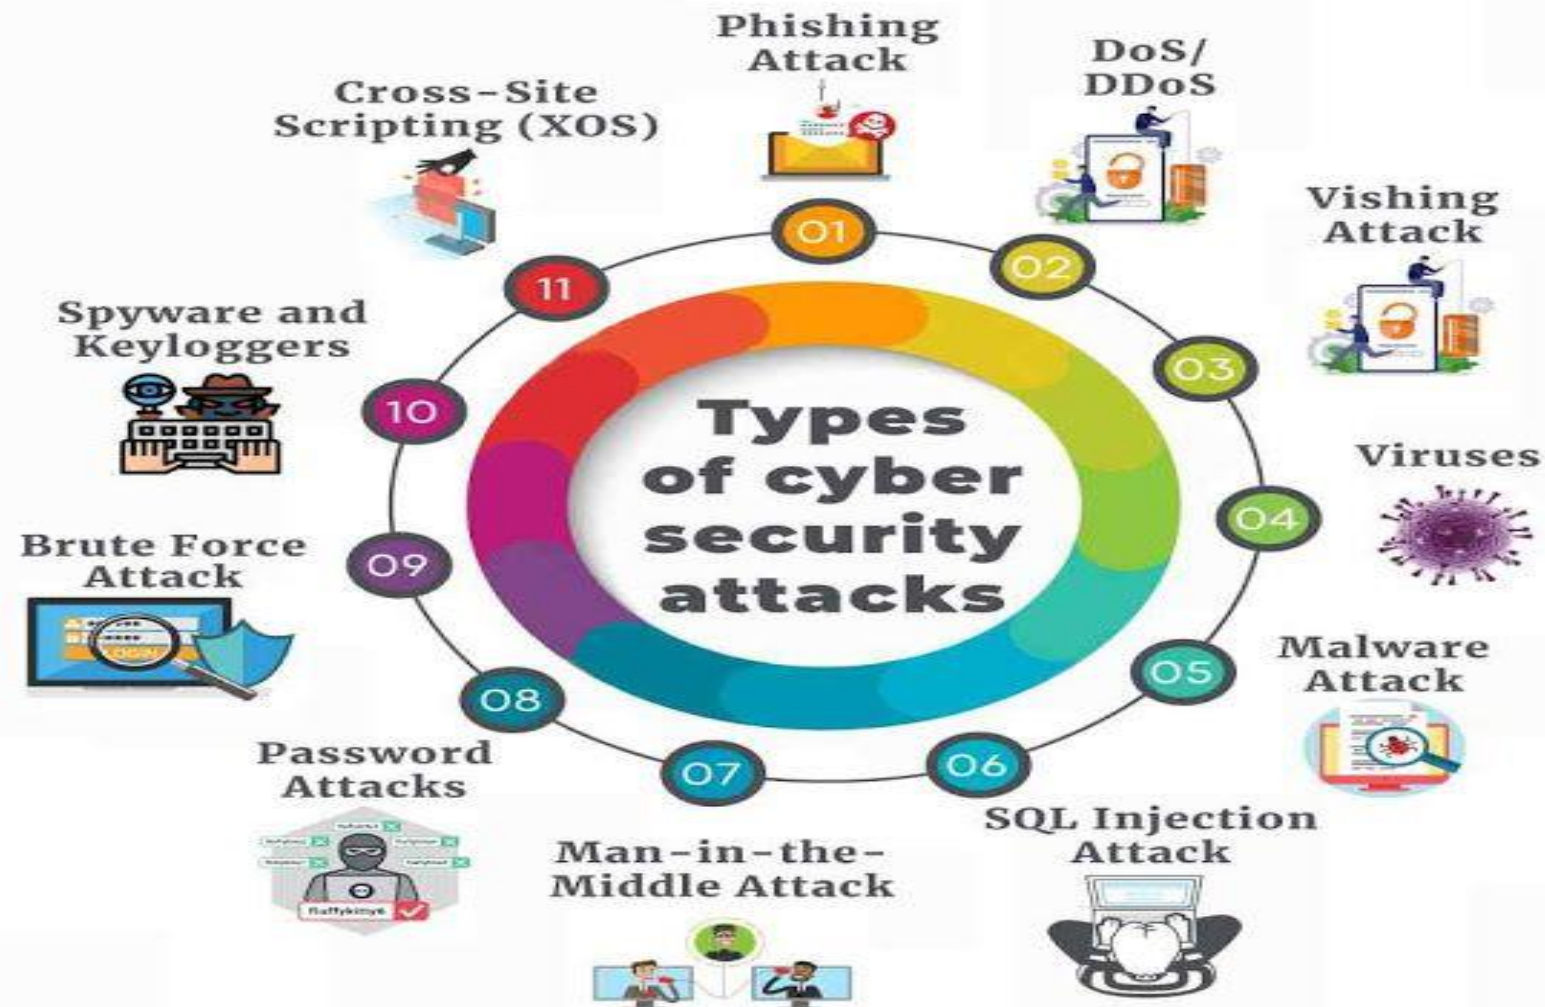 Types
of cyber
security
attacks
01
Phishing
Attack
02
DoS/
DDoS
03
Vishing
Attack
04
Viruses
05
Malware
Attack
06
SQL Injection
Attack
07
Man-in-the-
Middle Attack
08
Password
Attacks
fluffykitty6
09
Brute Force
Attack
LOGIN
10
Spyware and
Keyloggers
11
Cross-Site
Scripting (XOS)